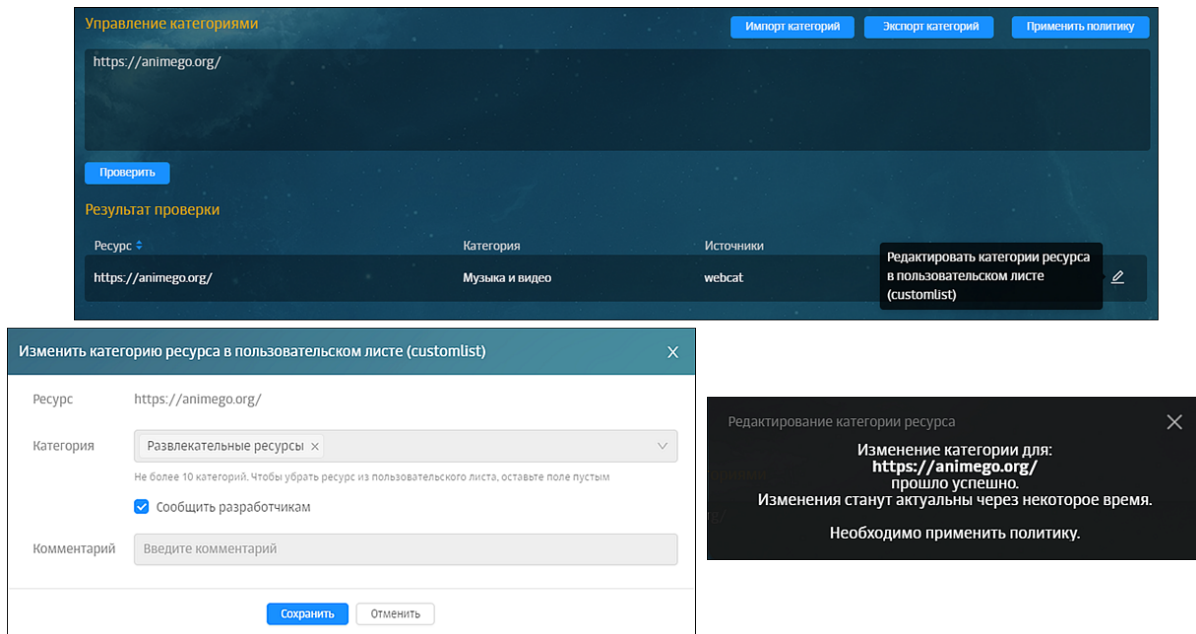 Управление категориями
Импорт категорий
Экспорт категорий
Применить политику
https://animego.org/
Проверить
Результат проверки
Ресурс
Категория
Источники
https://animego.org/
Музыка и видео
webcat
Редактировать категории ресурса
в пользовательском листе
(customlist)
Изменить категорию ресурса в пользовательском листе (customlist)
Ресурс
https://animego.org/
Категория
Развлекательные ресурсы
Не более 10 категорий. Чтобы убрать ресурс из пользовательского листа, оставьте поле пустым
Сообщить разработчикам
Комментарий
Введите комментарий
Сохранить
Отменить
Редактирование категории ресурса
Изменение категории для:
https://animego.org/
прошло успешно.
Изменения станут актуальны через некоторое время.
Необходимо применить политику.